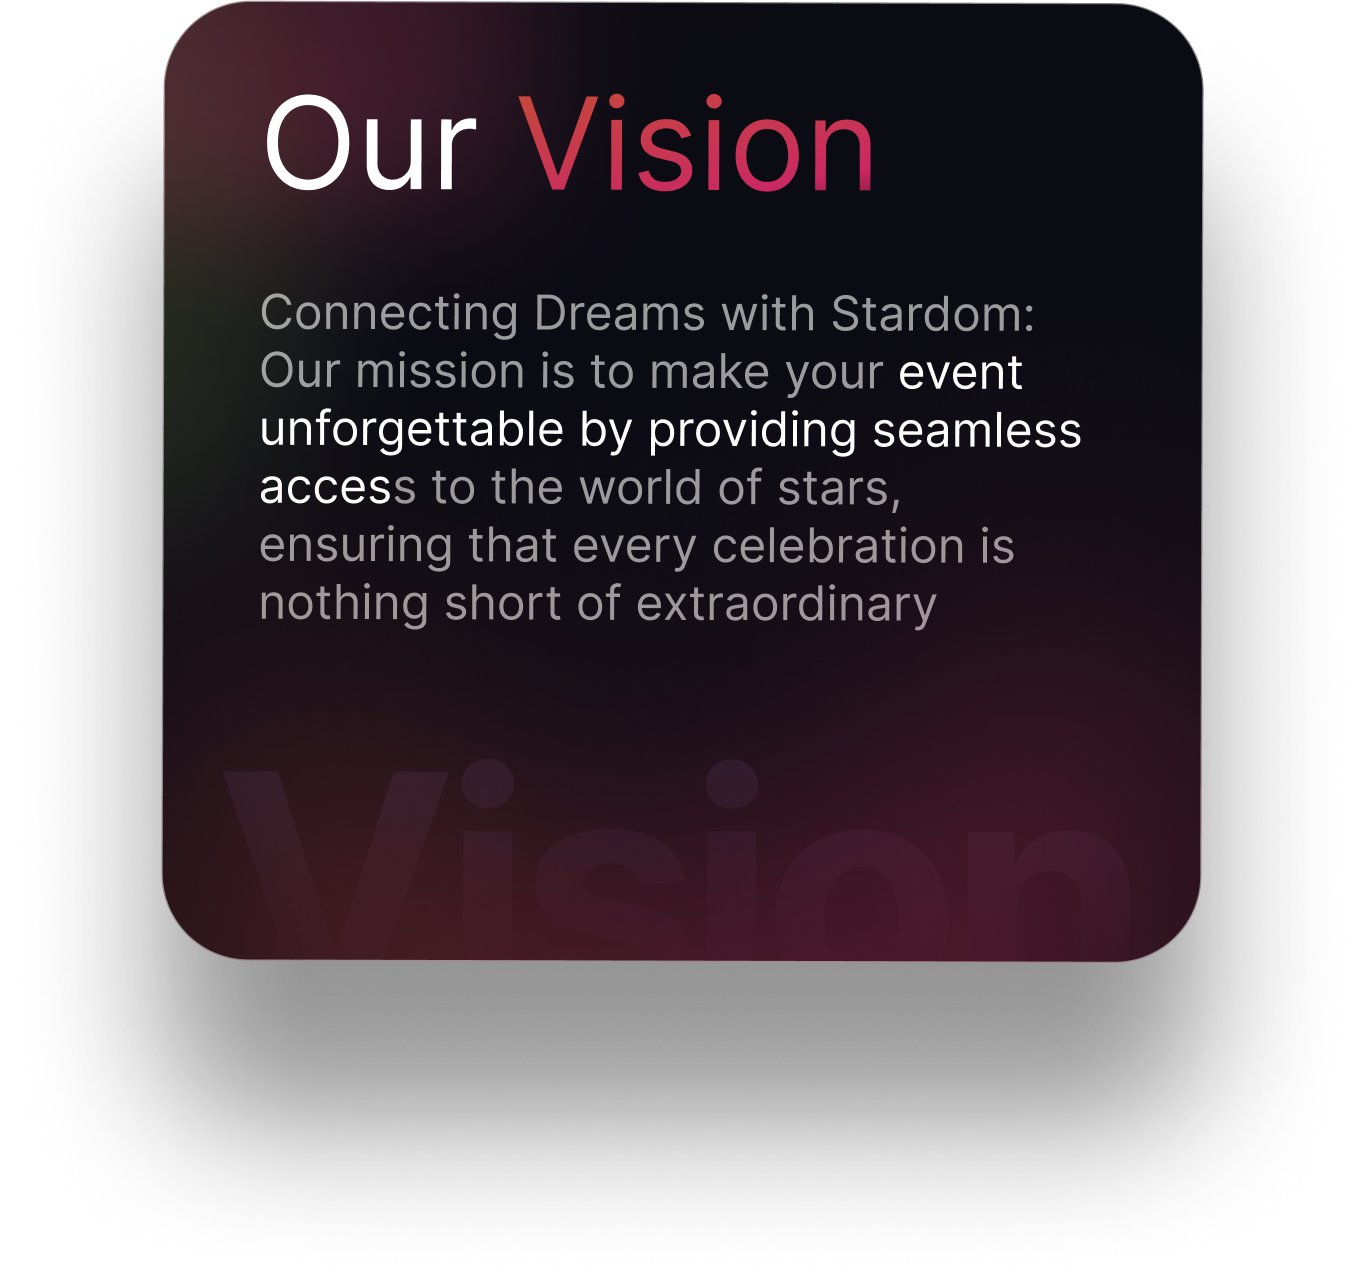 Our Vision
Connecting Dreams with Stardom:
Our mission is to make your event
unforgettable by providing seamless
access to the world of stars,
ensuring that every celebration is
nothing short of extraordinary
Vision